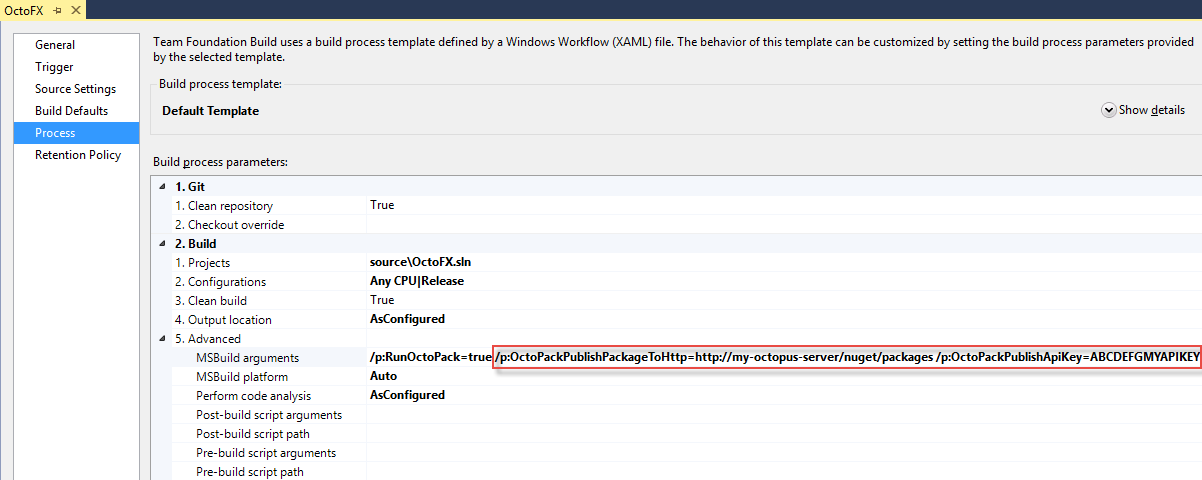 OctoFX
General
Trigger
Source Settings
Build Defaults
Process
Retention Policy
Team Foundation Build uses a build process template defined by a Windows Workflow (XAML) file. The behavior of this template can be customized by setting the build process parameters provided
by the selected template.
Build process template:
Default Template
Show details
Build process parameters:
1. Git
1. Clean repository True
2. Checkout override
2. Build
1. Projects source\OctoFX.sln
2. Configurations Any CPU|Release
3. Clean build True
4. Output location AsConfigured
5. Advanced
MSBuild arguments /p:RunOctoPack=true /p:OctoPackPublishPackageToHttp=http://my-octopus-server/nuget/packages /p:OctoPackPublishApiKey=ABCDEFGMYAPIKEY
MSBuild platform Auto
Perform code analysis AsConfigured
Post-build script arguments
Post-build script path
Pre-build script arguments
Pre-build script path